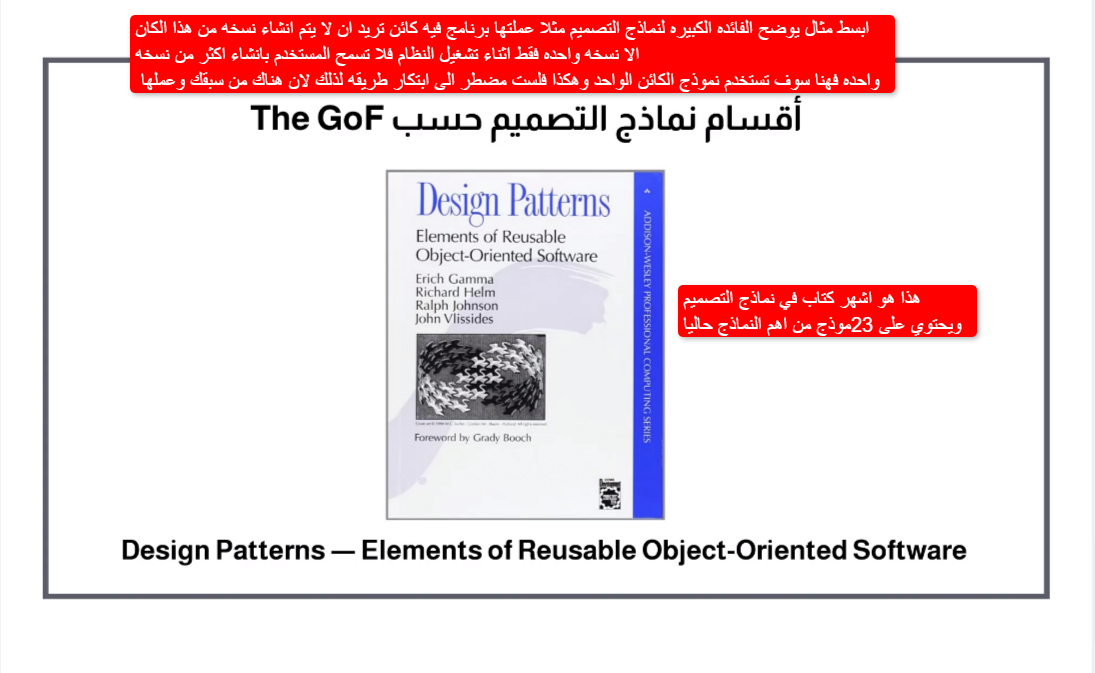 ابسط مثال يوضح الفائده الكبيره لنماذج التصميم مثلا عملتها برنامج فيه كائن تريد ان لا يتم انشاء نسخه من هذا الكان
الا نسخه واحده فقط اثناء تشغيل النظام فلا تسمح المستخدم بانشاء اكثر من نسخه
واحده فهنا سوف تستخدم نموذج الكائن الواحد وهكذا فلست مضطر الى ابتكار طريقه لذلك لان هناك من سبقك وعملها
أقسام نماذج التصميم حسب The GoF
Design Patterns
Elements of Reusable
Object-Oriented Software
Erich Gamma
Richard Helm
Ralph Johnson
John Vlissides
Foreword by Grady Booch
ADDISON-WESLEY PROFESSIONAL COMPUTING SERIES
هذا هو اشهر كتاب في نماذج التصميم
ويحتوي على 23موذج من اهم النماذج حاليا
Design Patterns — Elements of Reusable Object-Oriented Software